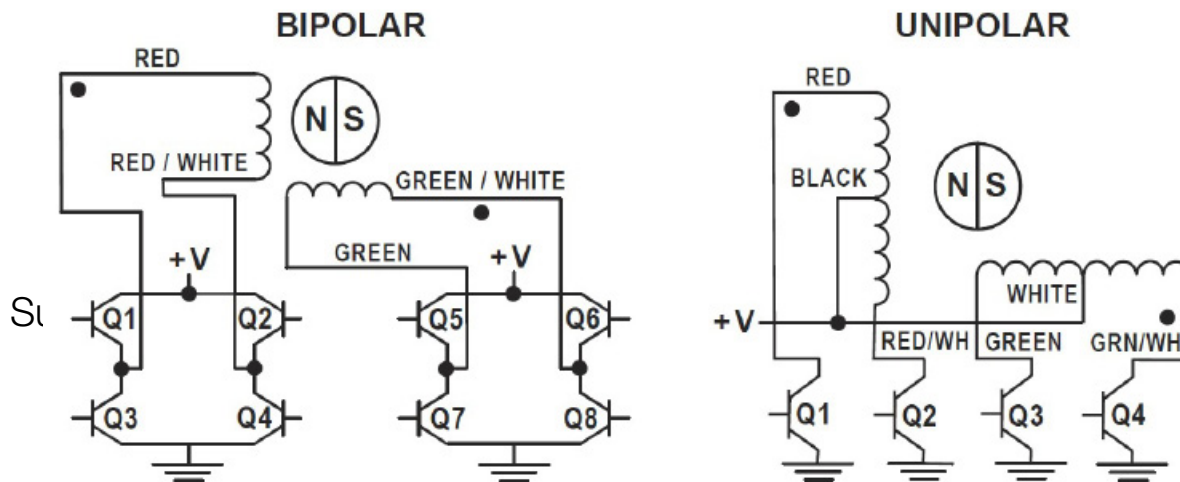 BIPOLAR
RED
N S
RED / WHITE
GREEN / WHITE
GREEN
+V
+V
Q1
Q2
Q5
Q6
Q3
Q4
Q7
Q8
UNIPOLAR
RED
BLACK
N S
WHITE
+V
RED/WH
GREEN
GRN/WH
Q1
Q2
Q3
Q4